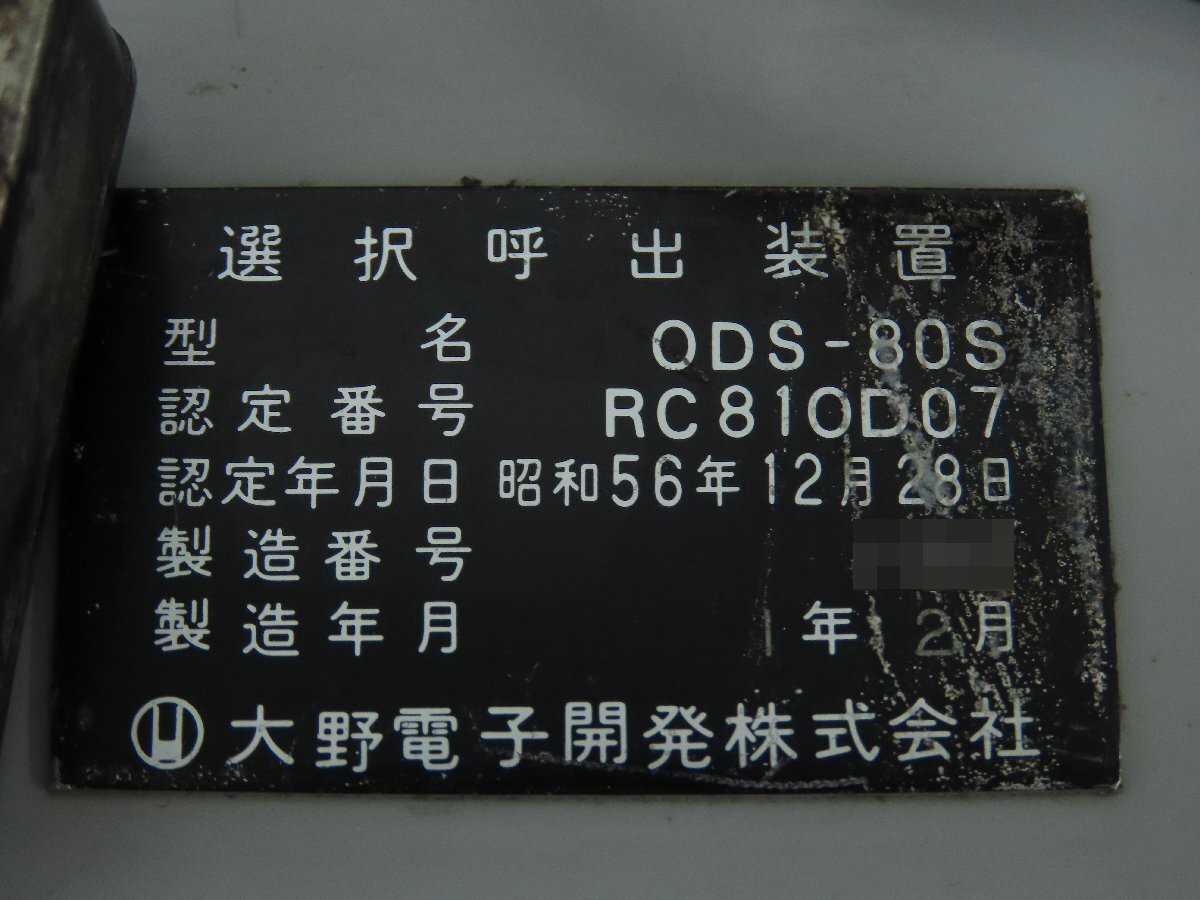 選択呼出装置
型名 ODS-80S
認定番号 RC81OD07
認定年月日 昭和56年12月28日
製造番号
製造年月 1年2月
大野電子開発株式会社